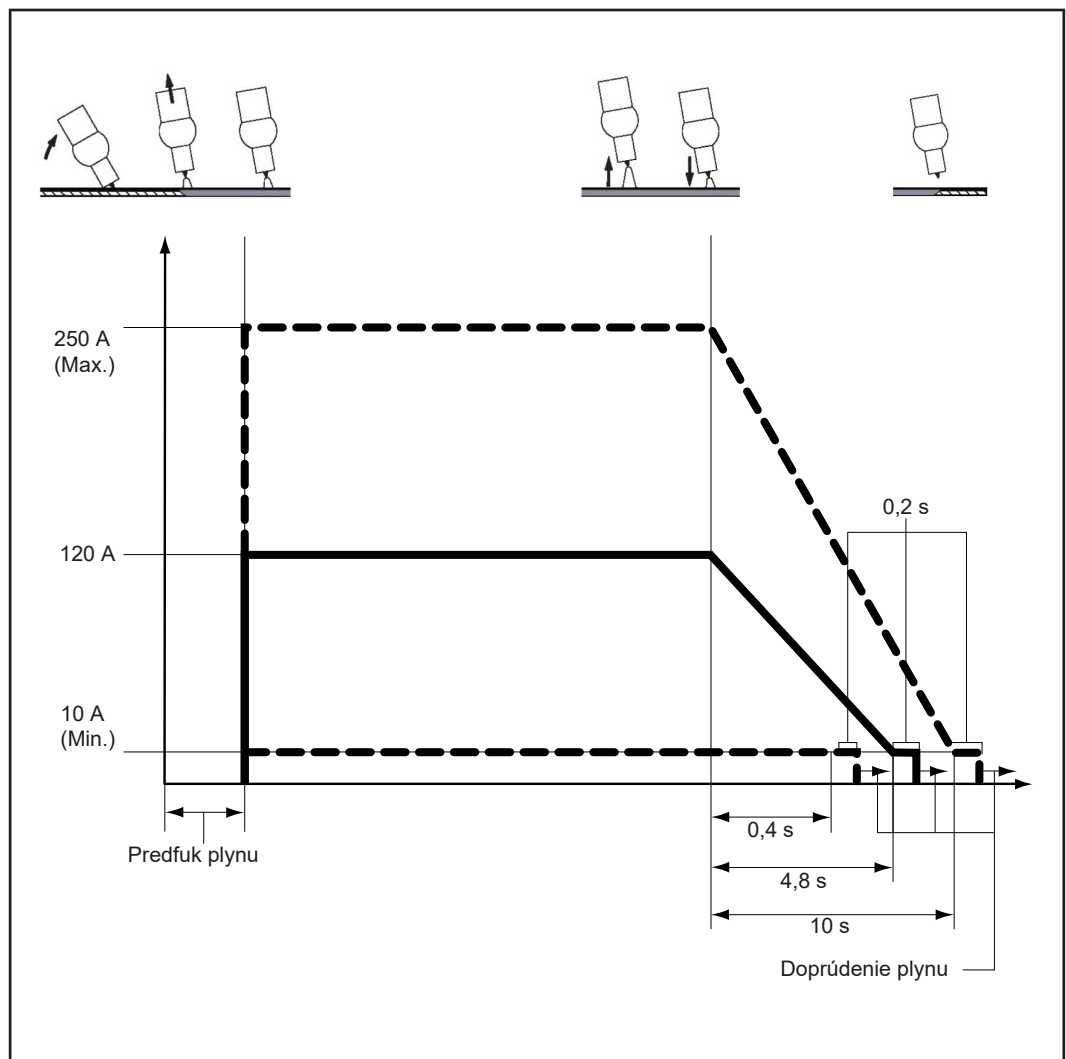 250 A
(Max.)
0,2 s
120 A
10 A
(Min.)
0,4 s
Predfuk plynu
4,8 s
10 s
Doprúdenie plynu